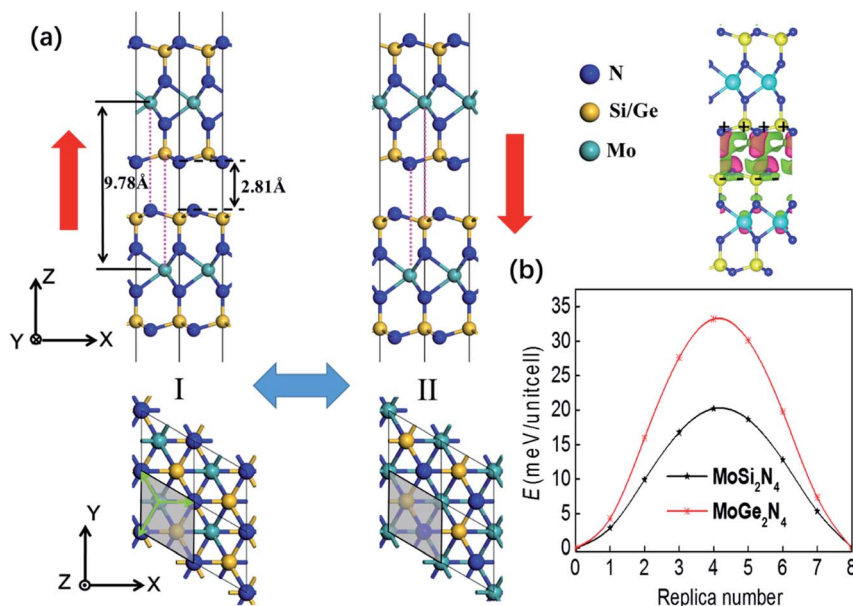 (a)
9.78Å
2.81Å
N
Si/Ge
Mo
+ + + +
- - - -
Z
Y
X
I
II
Y
Z
X
(b)
E (meV/unitcell)
35
30
25
20
15
10
5
0
MoSi₂N₄
MoGe₂N₄
0 1 2 3 4 5 6 7 8
Replica number